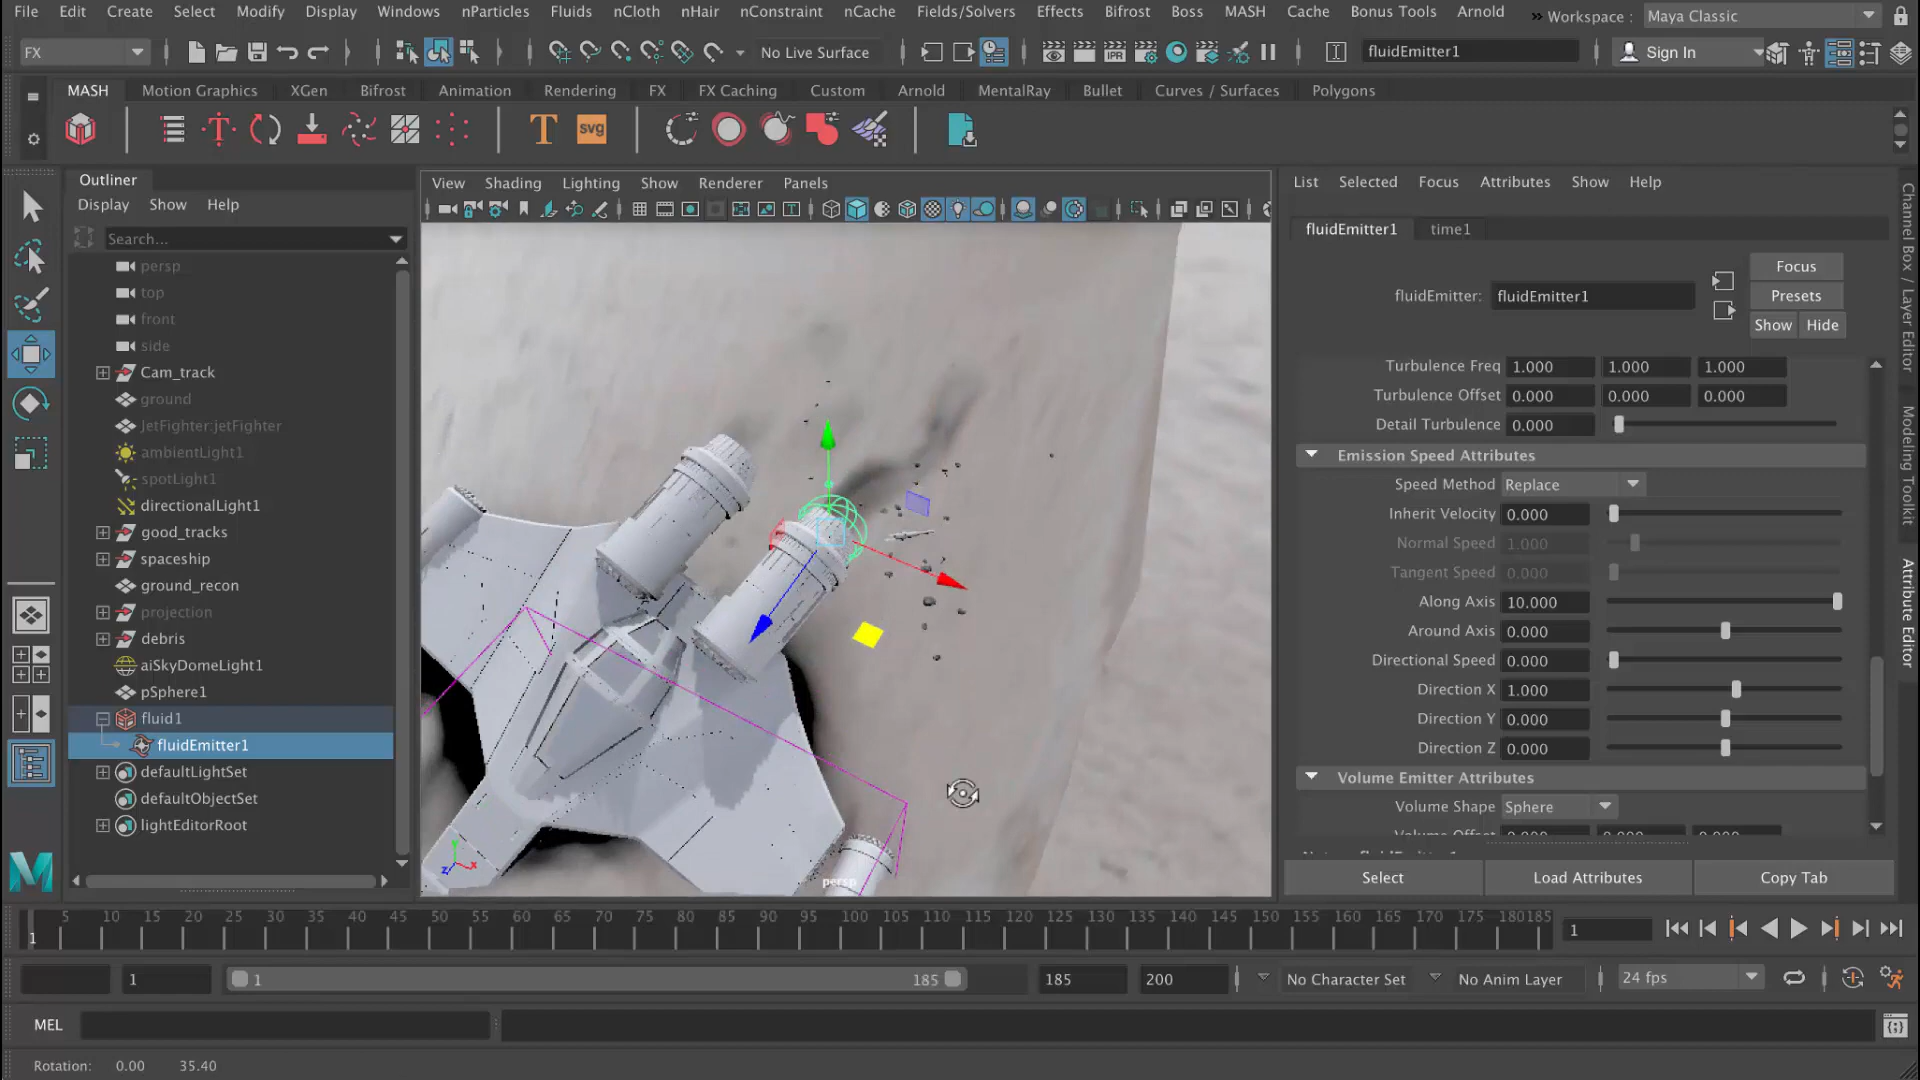 File Edit Create Select Modify Display Windows nParticles Fluids nCloth nHair nConstraint nCache Fields/Solvers Effects Bifrost Boss MASH Cache Bonus Tools Arnold » Workspace : Maya Classic
FX No Live Surface fluidEmitter1 Sign In
MASH Motion Graphics XGen Bifrost Animation Rendering FX FX Caching Custom Arnold MentalRay Bullet Curves / Surfaces Polygons
T svg
Outliner
Display Show Help
Search...
persp
top
front
side
Cam_track
ground
JetFighter:jetFighter
ambientLight1
spotLight1
directionalLight1
good_tracks
spaceship
ground_recon
projection
debris
aiSkyDomeLight1
pSphere1
fluid1
fluidEmitter1
defaultLightSet
defaultObjectSet
lightEditorRoot
View Shading Lighting Show Renderer Panels
persp
y
x
z
List Selected Focus Attributes Show Help
fluidEmitter1 time1
Focus
fluidEmitter: fluidEmitter1
Presets
Show Hide
Turbulence Freq 1.000 1.000 1.000
Turbulence Offset 0.000 0.000 0.000
Detail Turbulence 0.000
Emission Speed Attributes
Speed Method Replace
Inherit Velocity 0.000
Normal Speed 1.000
Tangent Speed 0.000
Along Axis 10.000
Around Axis 0.000
Directional Speed 0.000
Direction X 1.000
Direction Y 0.000
Direction Z 0.000
Volume Emitter Attributes
Volume Shape Sphere
Select Load Attributes Copy Tab
Channel Box / Layer Editor
Modeling Toolkit
Attribute Editor
5 10 15 20 25 30 35 40 45 50 55 60 65 70 75 80 85 90 95 100 105 110 115 120 125 130 135 140 145 150 155 160 165 170 175 180 185
1 1
1 1 185 185 200 No Character Set No Anim Layer 24 fps
MEL
Rotation: 0.00 35.40